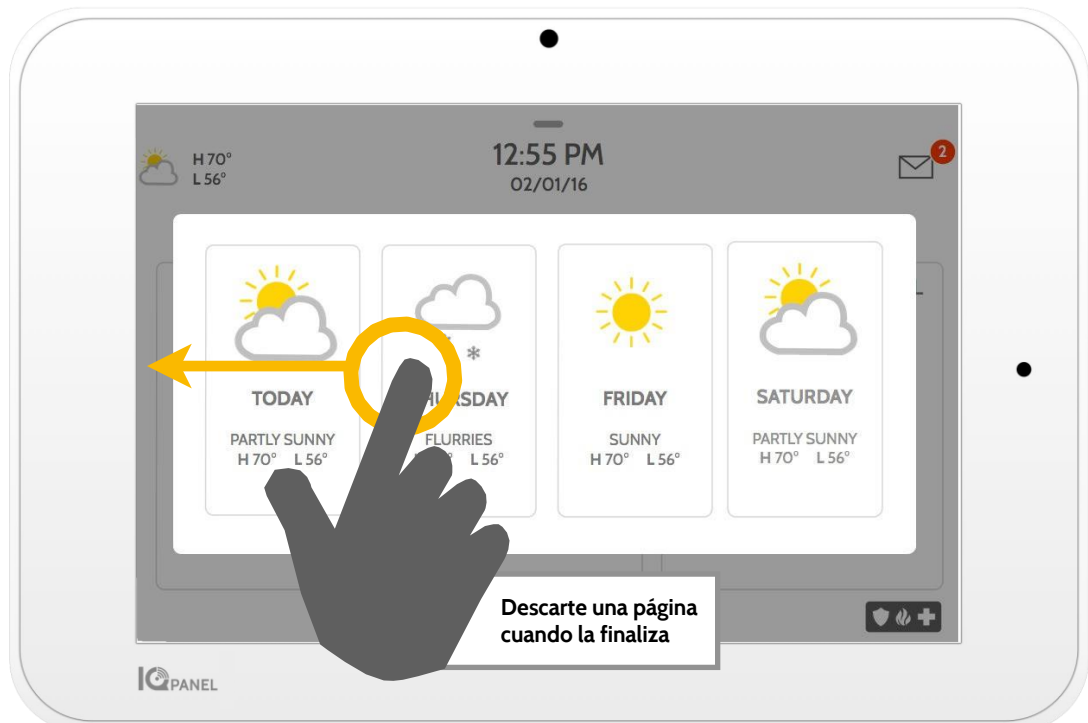 H 70°
L 56°
12:55 PM
02/01/16
2
TODAY
PARTLY SUNNY
H 70° L 56°
FLURRIES
L 56°
FRIDAY
SUNNY
H 70° L 56°
SATURDAY
PARTLY SUNNY
H 70° L 56°
Descarte una página
cuando la finaliza
IQ PANEL